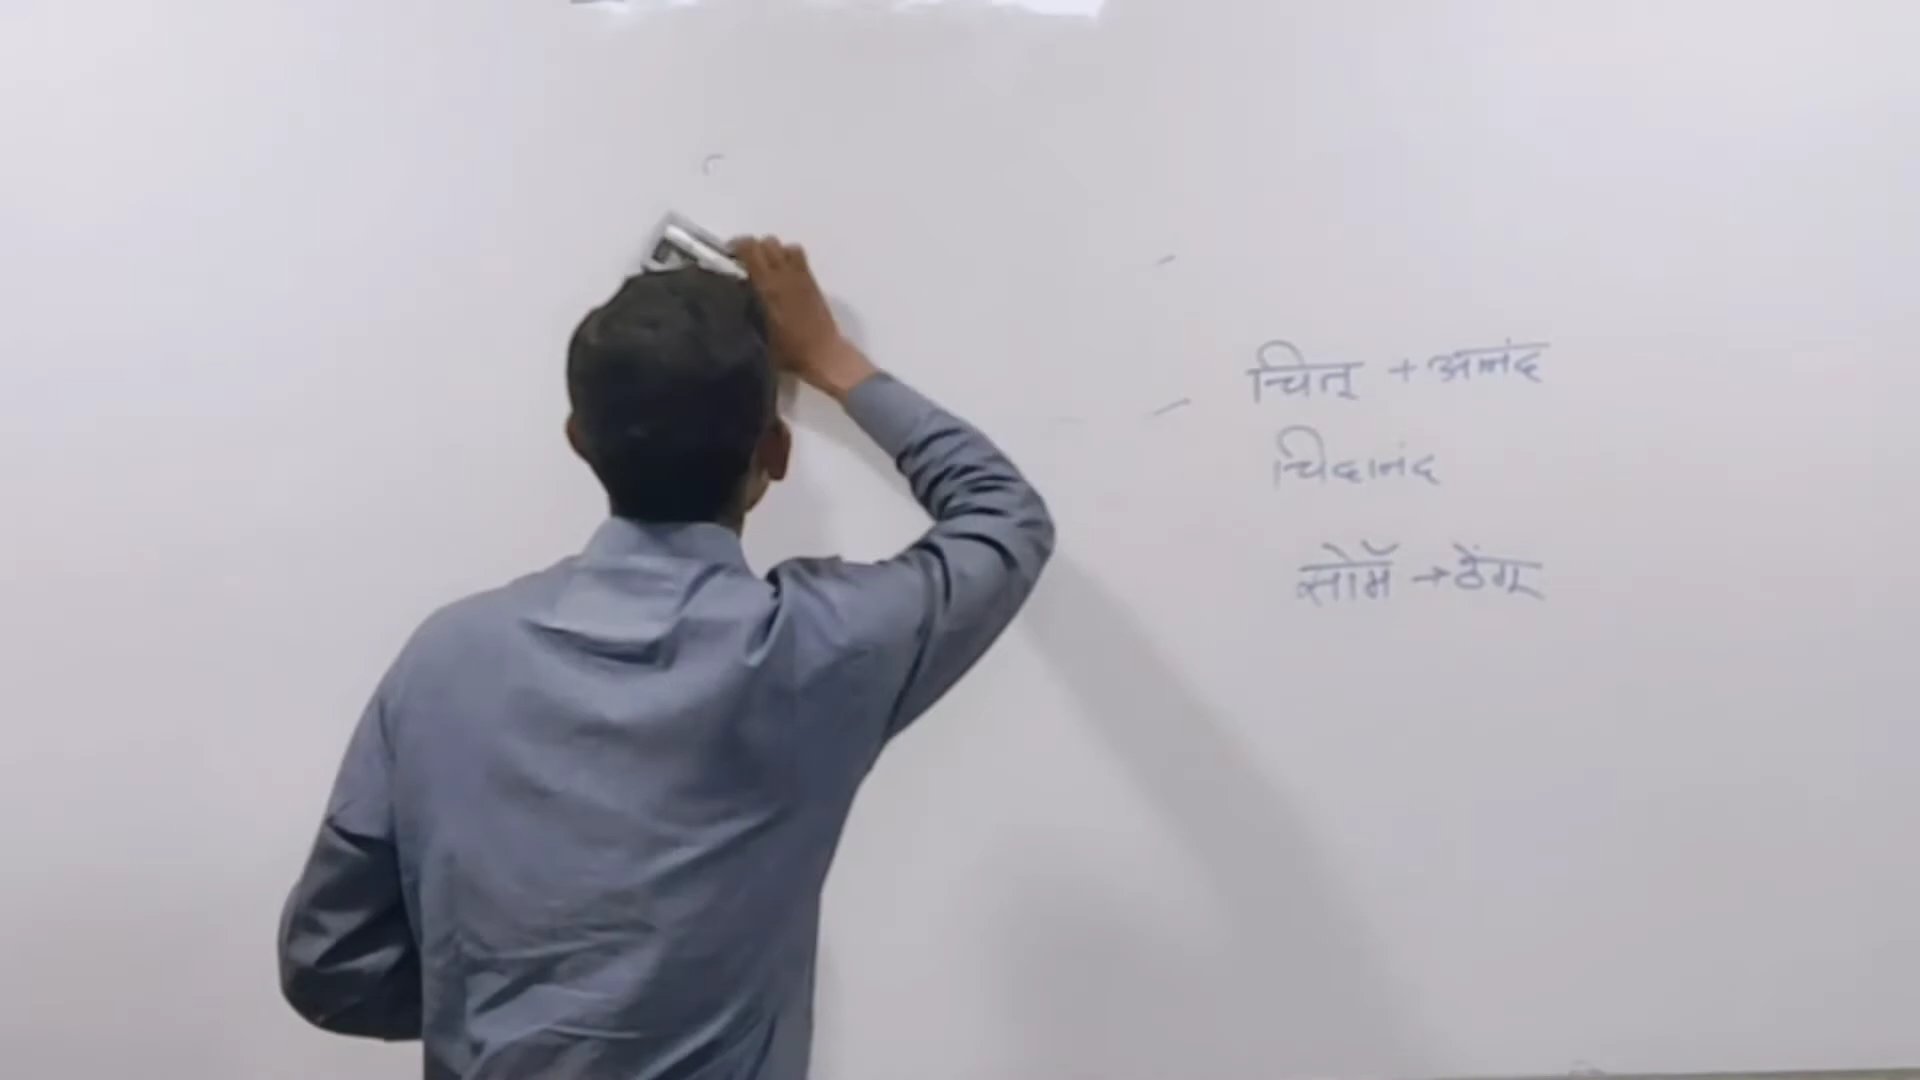 चित् + आनंद
चिदानंद
सोमॅ → ठेंगू